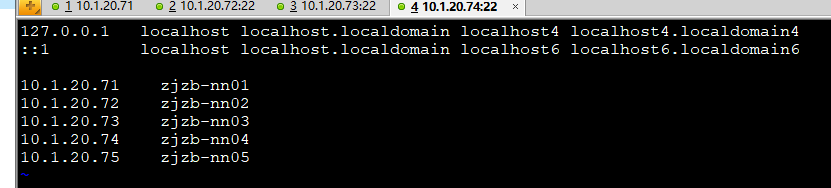 1 10.1.20.71 2 10.1.20.72:22 3 10.1.20.73:22 4 10.1.20.74:22 ×
127.0.0.1 localhost localhost.localdomain localhost4 localhost4.localdomain4
::1 localhost localhost.localdomain localhost6 localhost6.localdomain6
10.1.20.71 zjzb-nn01
10.1.20.72 zjzb-nn02
10.1.20.73 zjzb-nn03
10.1.20.74 zjzb-nn04
10.1.20.75 zjzb-nn05
~